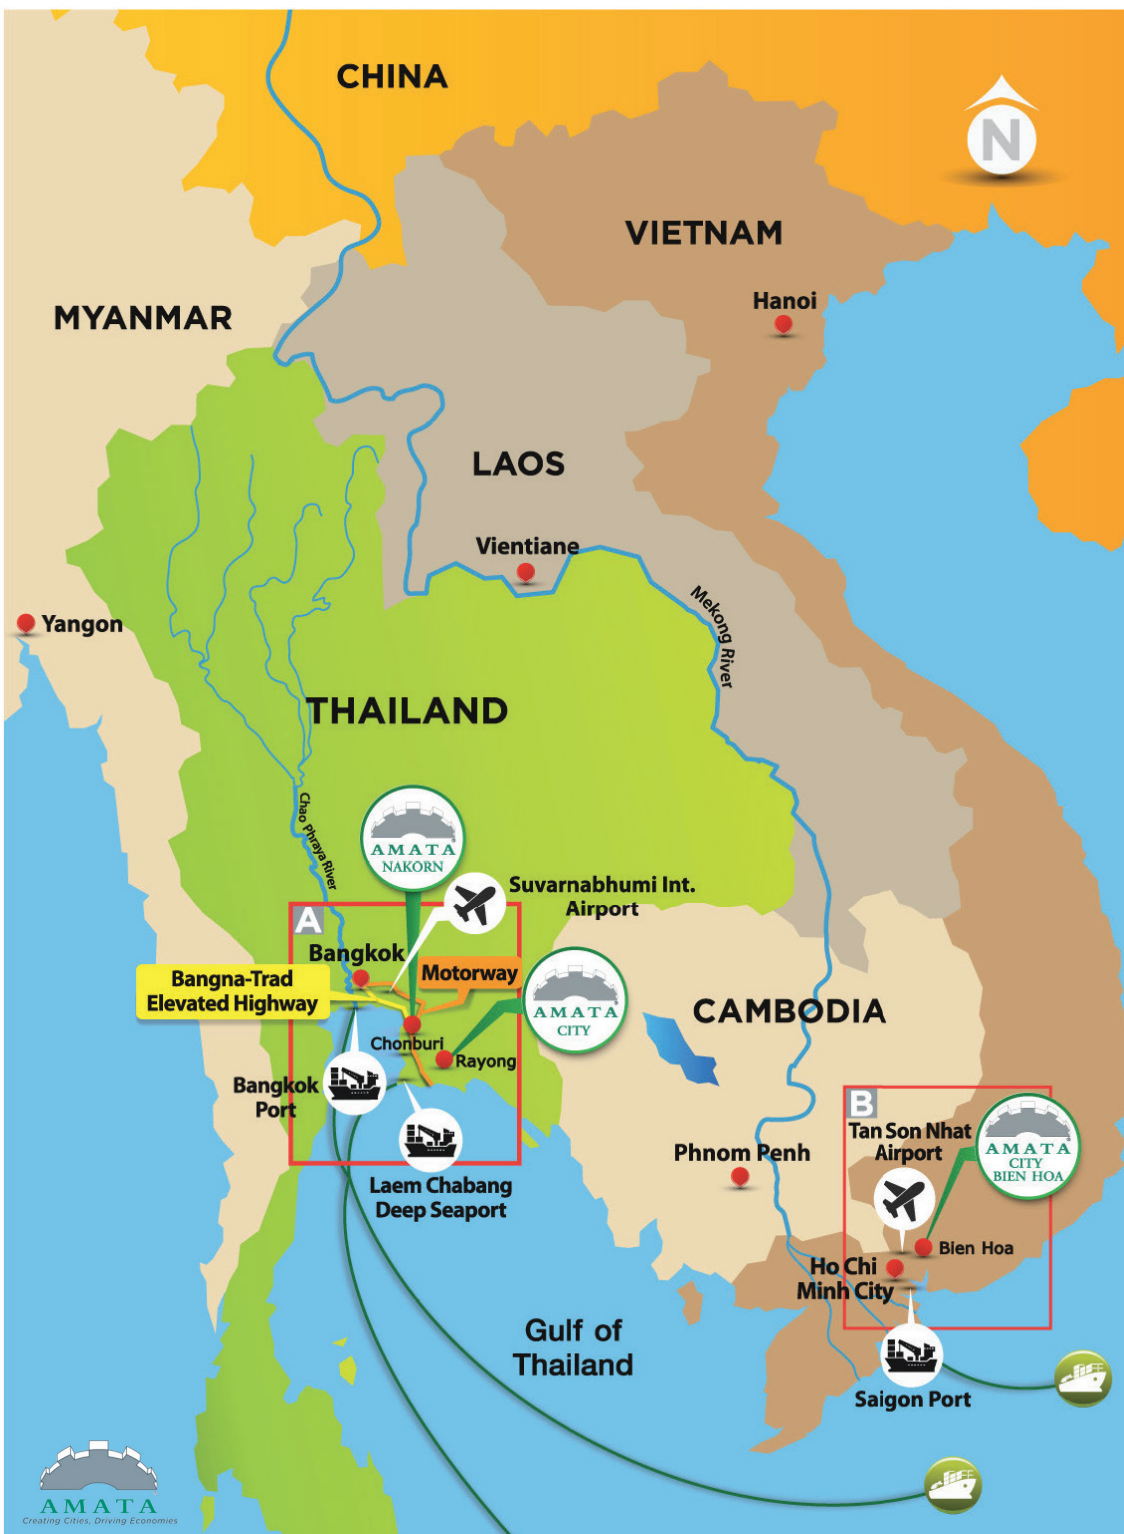 CHINA
N
VIETNAM
Hanoi
MYANMAR
LAOS
Vientiane
Mekong River
Yangon
THAILAND
Chao Phraya River
AMATA
NAKORN
Suvarnabhumi Int.
Airport
A
Bangkok
Motorway
Bangna-Trad
Elevated Highway
AMATA
CITY
Chonburi
Rayong
CAMBODIA
Bangkok
Port
B
Tan Son Nhat
Airport
AMATA
CITY
BIEN HOA
Phnom Penh
Laem Chabang
Deep Seaport
Bien Hoa
Ho Chi
Minh City
Gulf of
Thailand
Saigon Port
AMATA
Creating Cities, Driving Economies